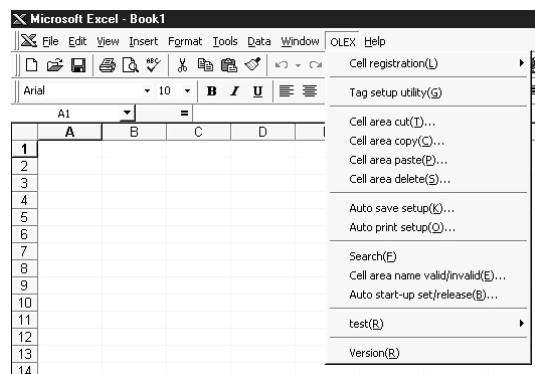 Microsoft Excel - Book1
File Edit View Insert Format Tools Data Window OLEX Help
ABC
Arial 10 B I U
A1 =
A B C D
1
2
3
4
5
6
7
8
9
10
11
12
13
14
Cell registration(L)
Tag setup utility(G)
Cell area cut(T)...
Cell area copy(C)...
Cell area paste(P)...
Cell area delete(S)...
Auto save setup(K)...
Auto print setup(O)...
Search(F)
Cell area name valid/invalid(E)...
Auto start-up set/release(B)...
test(R)
Version(R)